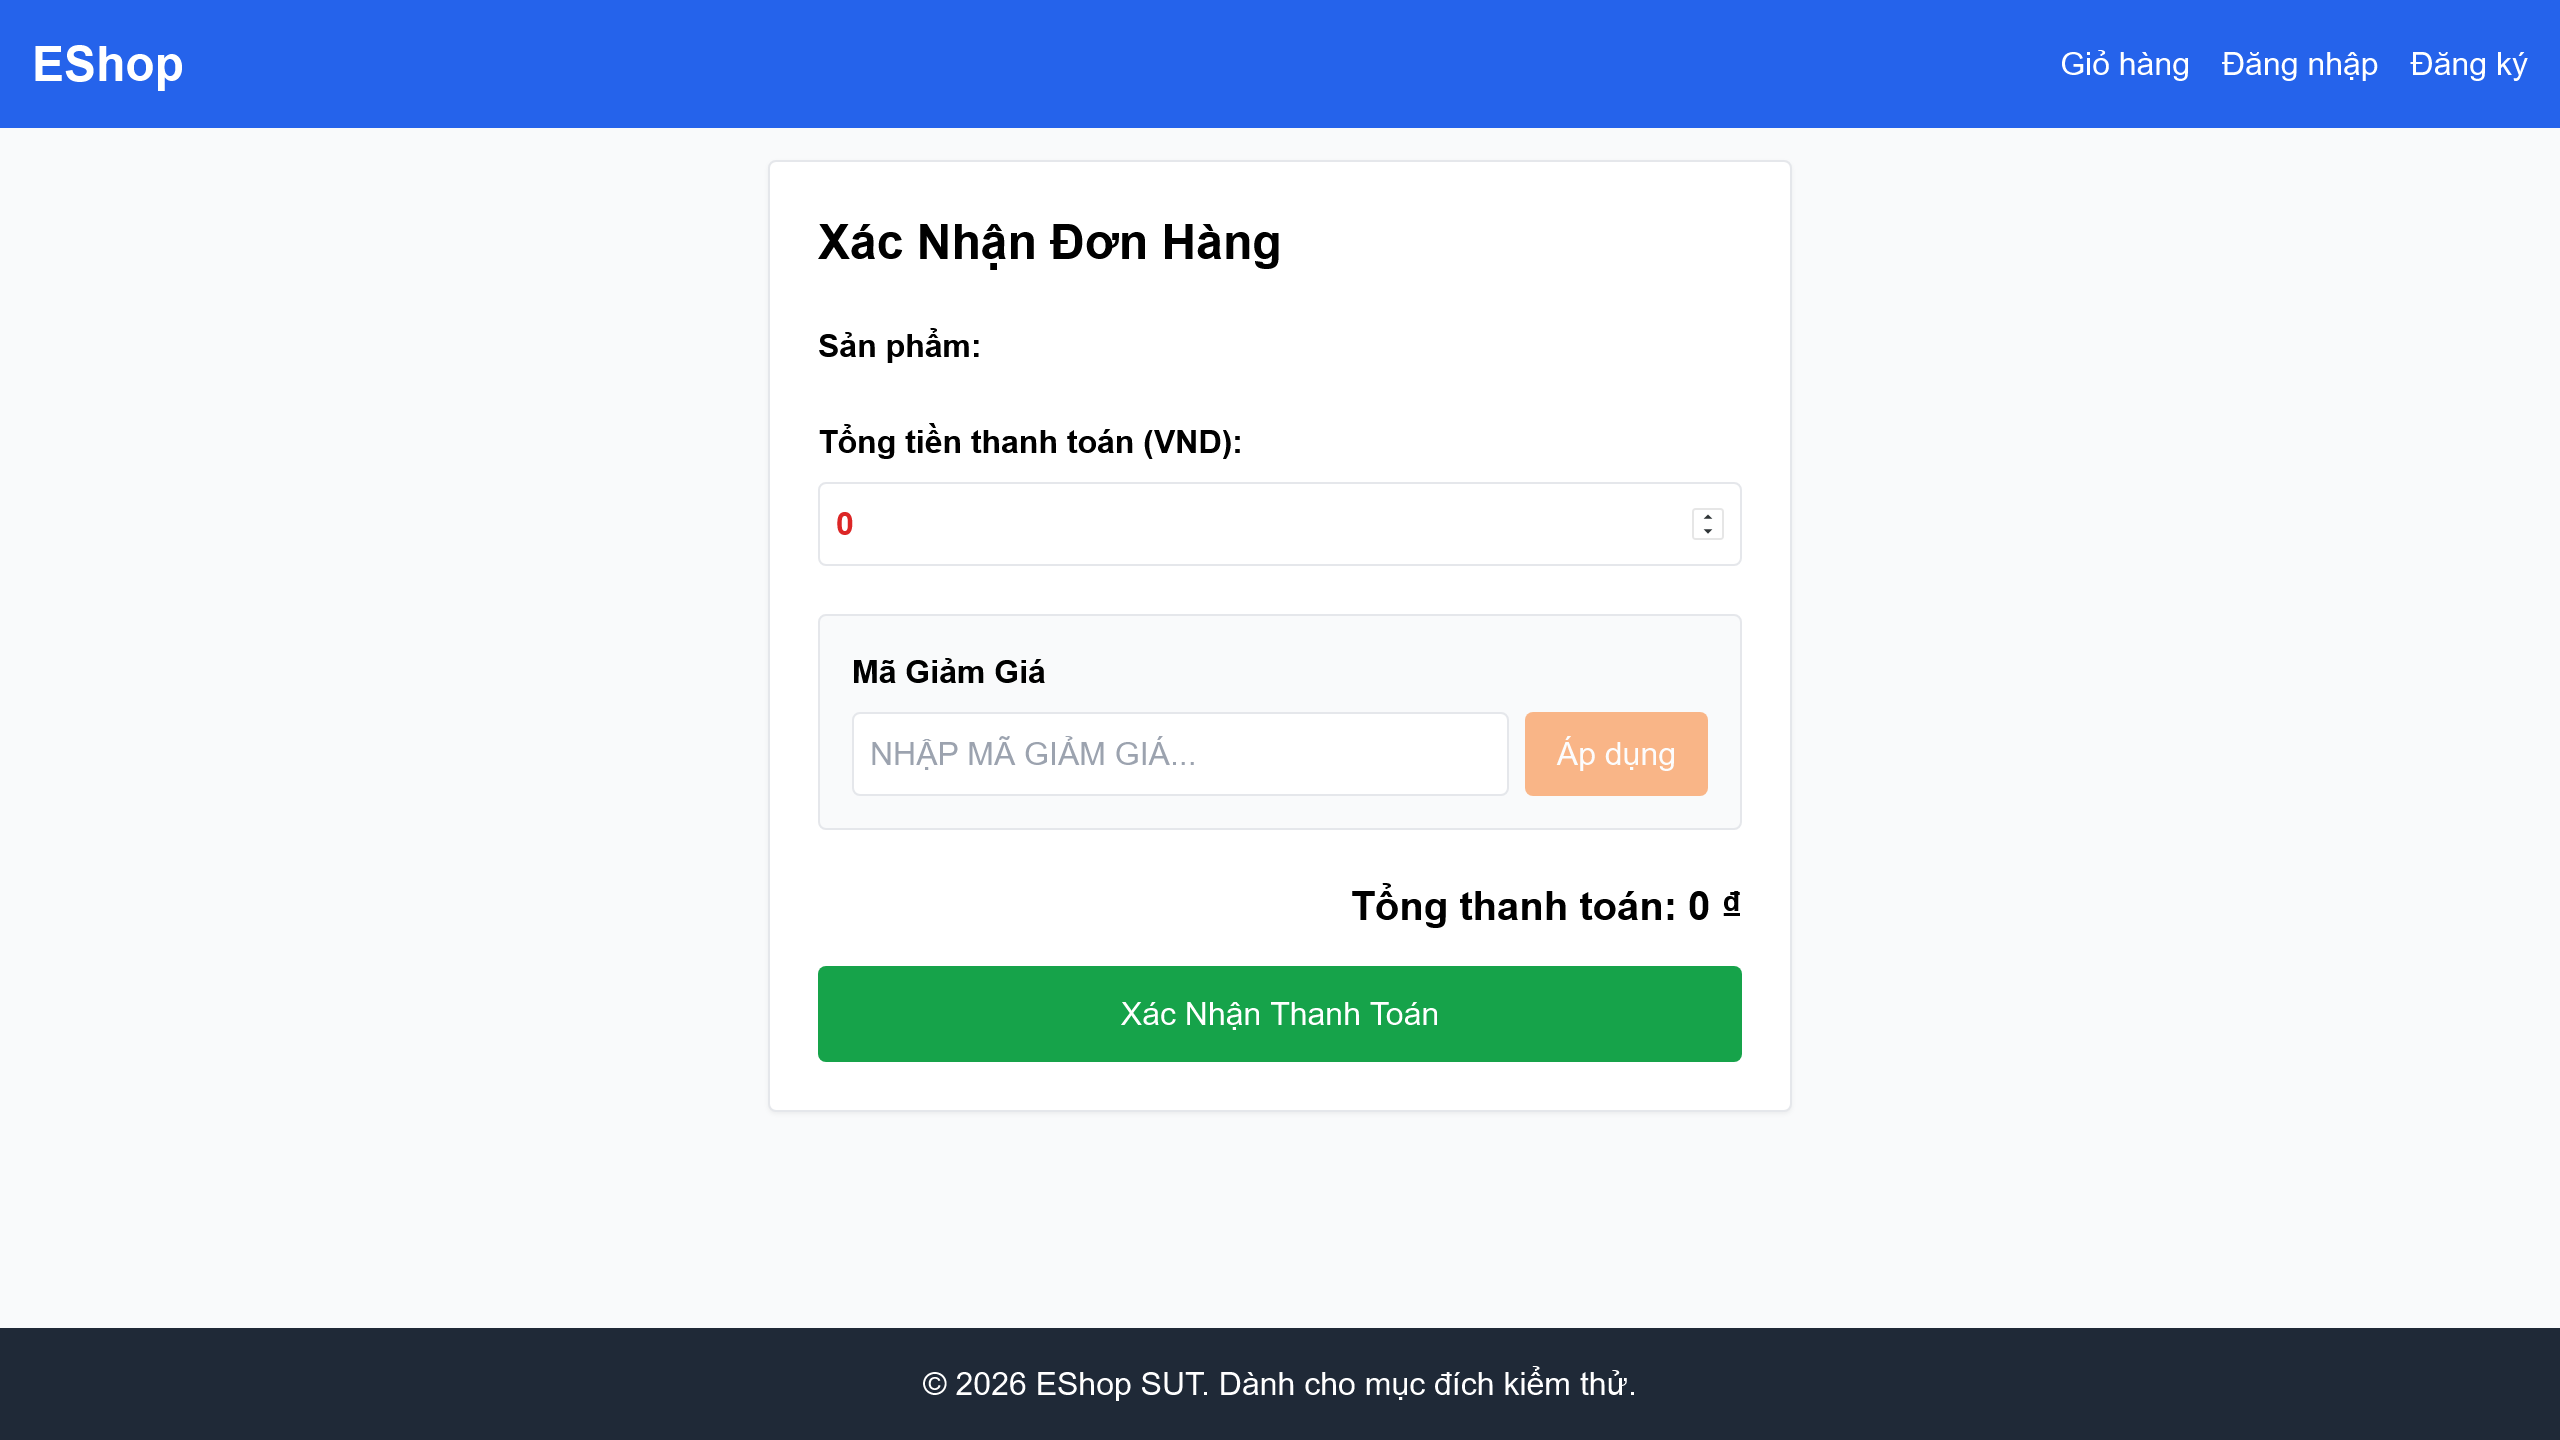 EShop
Giỏ hàng Đăng nhập Đăng ký
Xác Nhận Đơn Hàng
Sản phẩm:
Tổng tiền thanh toán (VND):
0
Mã Giảm Giá
NHẬP MÃ GIẢM GIÁ...
Áp dụng
Tổng thanh toán: 0 ₫
Xác Nhận Thanh Toán
© 2026 EShop SUT. Dành cho mục đích kiểm thử.